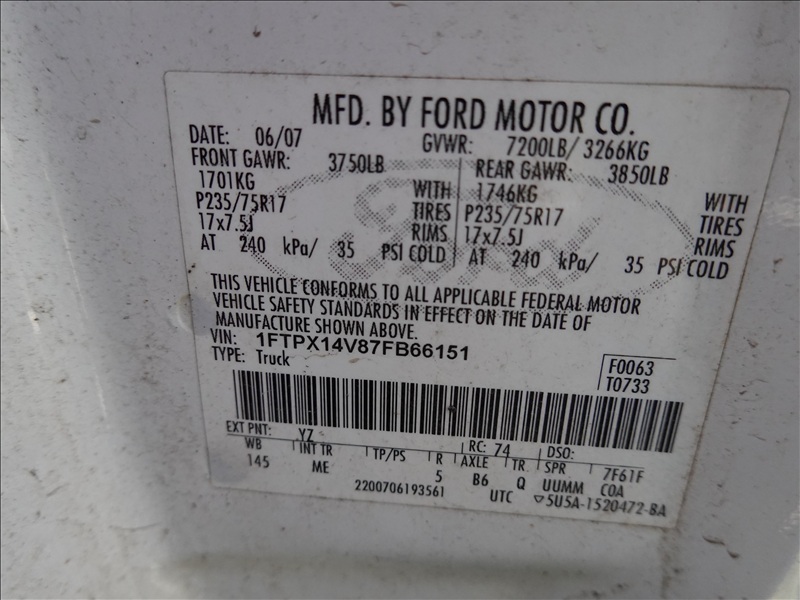 MFD. BY FORD MOTOR CO.
DATE: 06/07 GVWR: 7200LB/ 3266KG
FRONT GAWR: 3750LB REAR GAWR: 3850LB
1701KG WITH 1746KG WITH
P235/75R17 TIRES P235/75R17 TIRES
17x7.5J RIMS 17x7.5J RIMS
AT 240 kPa/ 35 PSI COLD AT 240 kPa/ 35 PSI COLD
Ford
THIS VEHICLE CONFORMS TO ALL APPLICABLE FEDERAL MOTOR
VEHICLE SAFETY STANDARDS IN EFFECT ON THE DATE OF
MANUFACTURE SHOWN ABOVE.
VIN: 1FTPX14V87FB66151
TYPE: Truck
F0063
T0733
EXT PNT: YZ RC: 74 DSO:
WB INT TR TP/PS R AXLE TR SPR 7F61F
145 ME 5 B6 Q UUMM COA
2200706193561 UTC ▽5U5A-1520472-BA